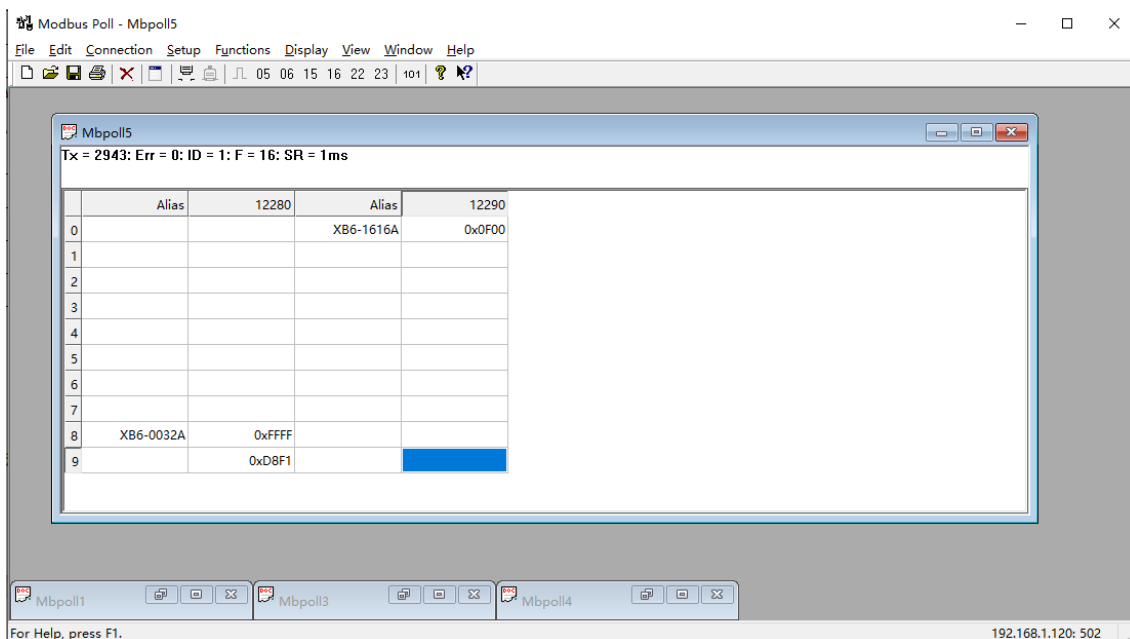 Modbus Poll - Mbpoll5
File Edit Connection Setup Functions Display View Window Help
05 06 15 16 22 23 101
Mbpoll5
Tx = 2943: Err = 0: ID = 1: F = 16: SR = 1ms
Alias 12280 Alias 12290
0 XB6-1616A 0x0F00
1
2
3
4
5
6
7
8 XB6-0032A 0xFFFF
9 0xD8F1
Mbpoll1 Mbpoll3 Mbpoll4
For Help, press F1. 192.168.1.120: 502